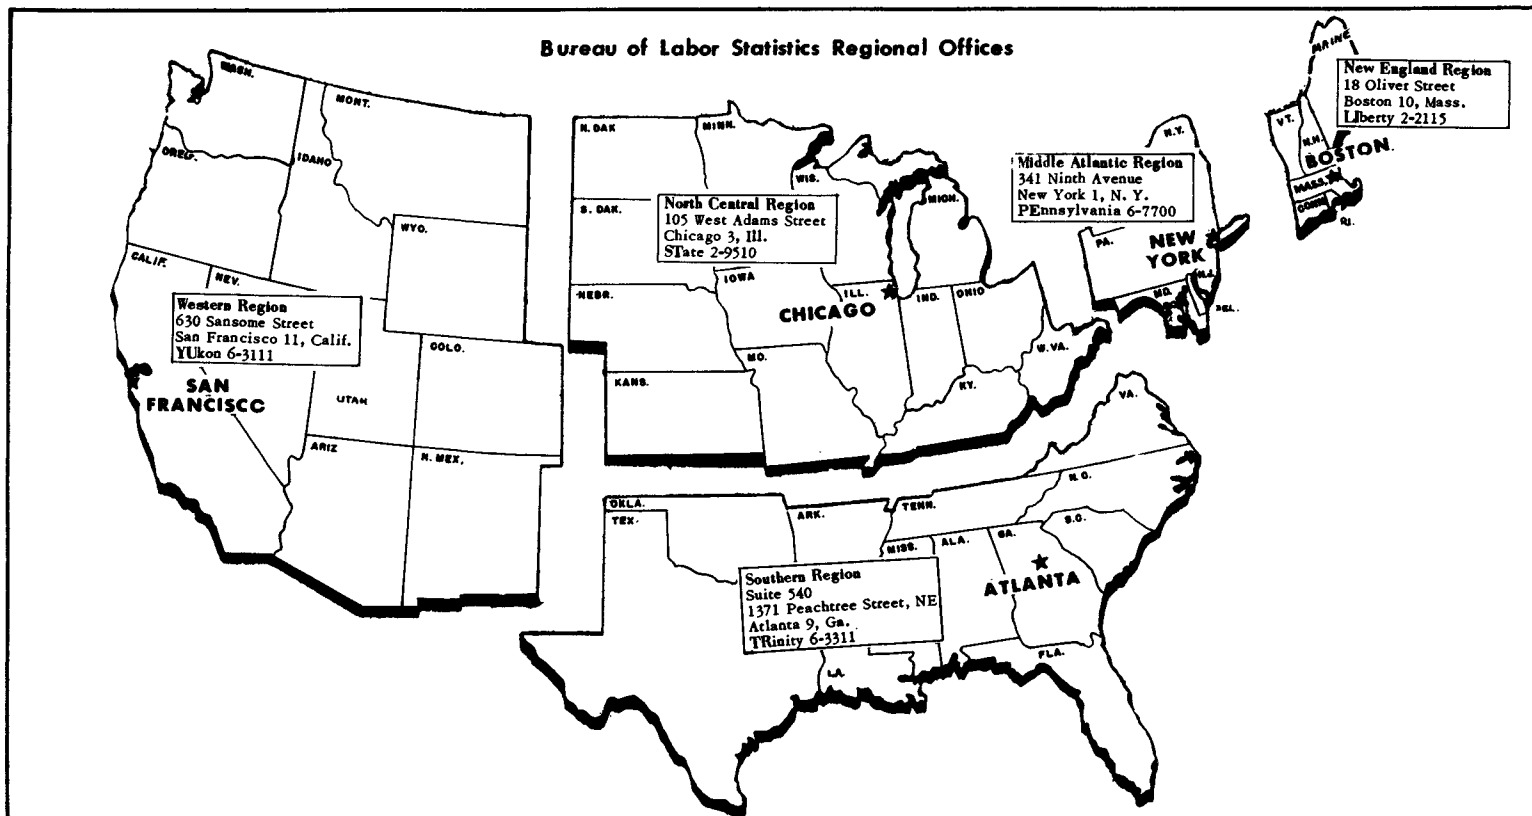 Bureau of Labor Statistics Regional Offices
WASH.
MONT.
OREG.
IDAHO
WYO.
CALIF.
NEV.
Western Region
630 Sansome Street
San Francisco 11, Calif.
YUkon 6-3111
SAN
FRANCISCO
UTAH
COLO.
ARIZ
N. MEX.
N. DAK
MINN.
S. DAK.
WIS.
MICH.
North Central Region
105 West Adams Street
Chicago 3, Ill.
STate 2-9510
NEBR.
IOWA
ILL.
IND.
OHIO
CHICAGO
KANS.
MO.
KY.
W. VA.
MAINE
New England Region
18 Oliver Street
Boston 10, Mass.
LIberty 2-2115
VT.
N.H.
BOSTON
MASS.
CONN.
R.I.
N.Y.
Middle Atlantic Region
341 Ninth Avenue
New York 1, N. Y.
PEnnsylvania 6-7700
PA.
NEW
YORK
N.J.
MD.
DEL.
VA.
OKLA.
TEX.
ARK.
TENN.
N.C.
S.C.
MISS.
ALA.
GA.
ATLANTA
Southern Region
Suite 540
1371 Peachtree Street, NE
Atlanta 9, Ga.
TRinity 6-3311
LA.
FLA.